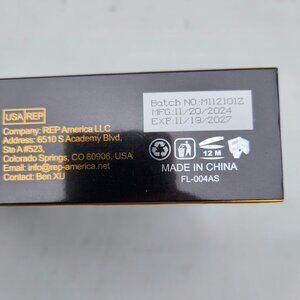 USA REP
Company: REP America LLC
Address: 6510 S Academy Blvd.
Ste A #523,
Colorado Springs, CO 80906, USA
Email: info@rep-america.net
Contact: Ben XU
Batch NO:M112101Z
MFG:11/20/2024
EXP:11/19/2027
12 M
MADE IN CHINA
FL-004AS